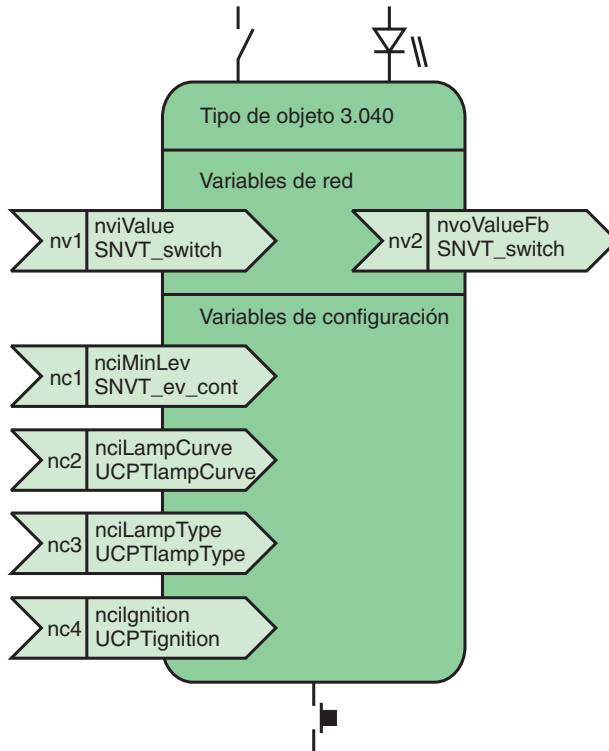 Tipo de objeto 3.040
Variables de red
nv1
nviValue
SNVT_switch
nv2
nvoValueFb
SNVT_switch
Variables de configuración
nc1
nciMinLev
SNVT_ev_cont
nc2
nciLampCurve
UCPTlampCurve
nc3
nciLampType
UCPTlampType
nc4
nciIgnition
UCPTignition